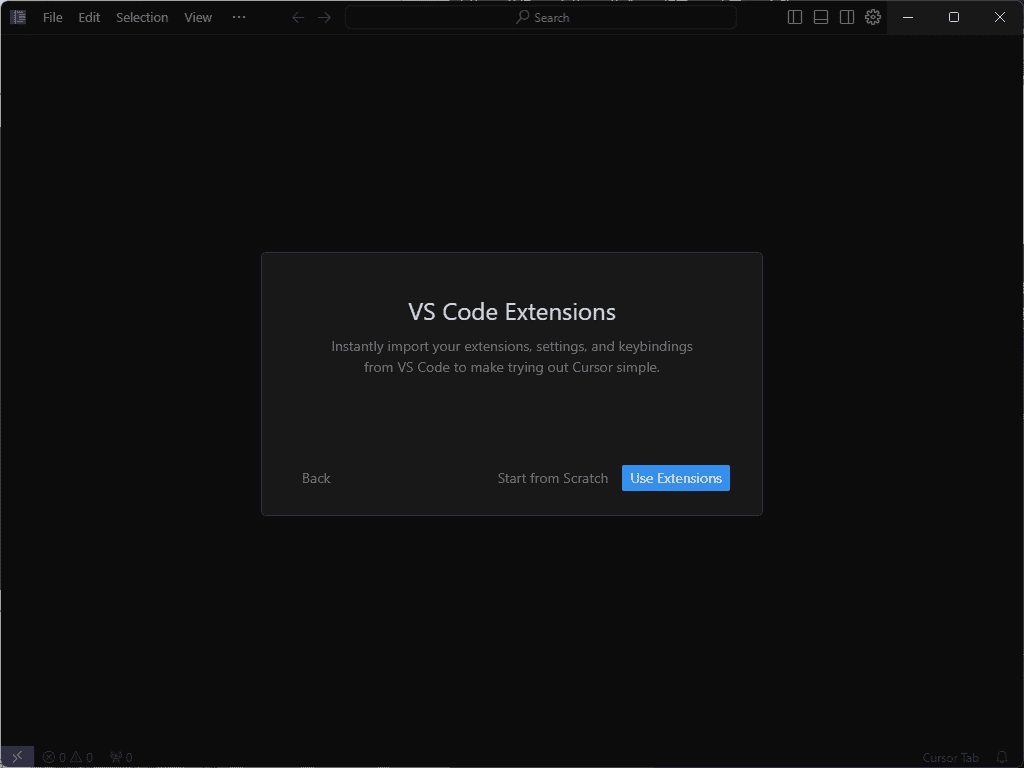 File Edit Selection View ··· Search
VS Code Extensions
Instantly import your extensions, settings, and keybindings
from VS Code to make trying out Cursor simple.
Back Start from Scratch Use Extensions
0 0 0 Cursor Tab